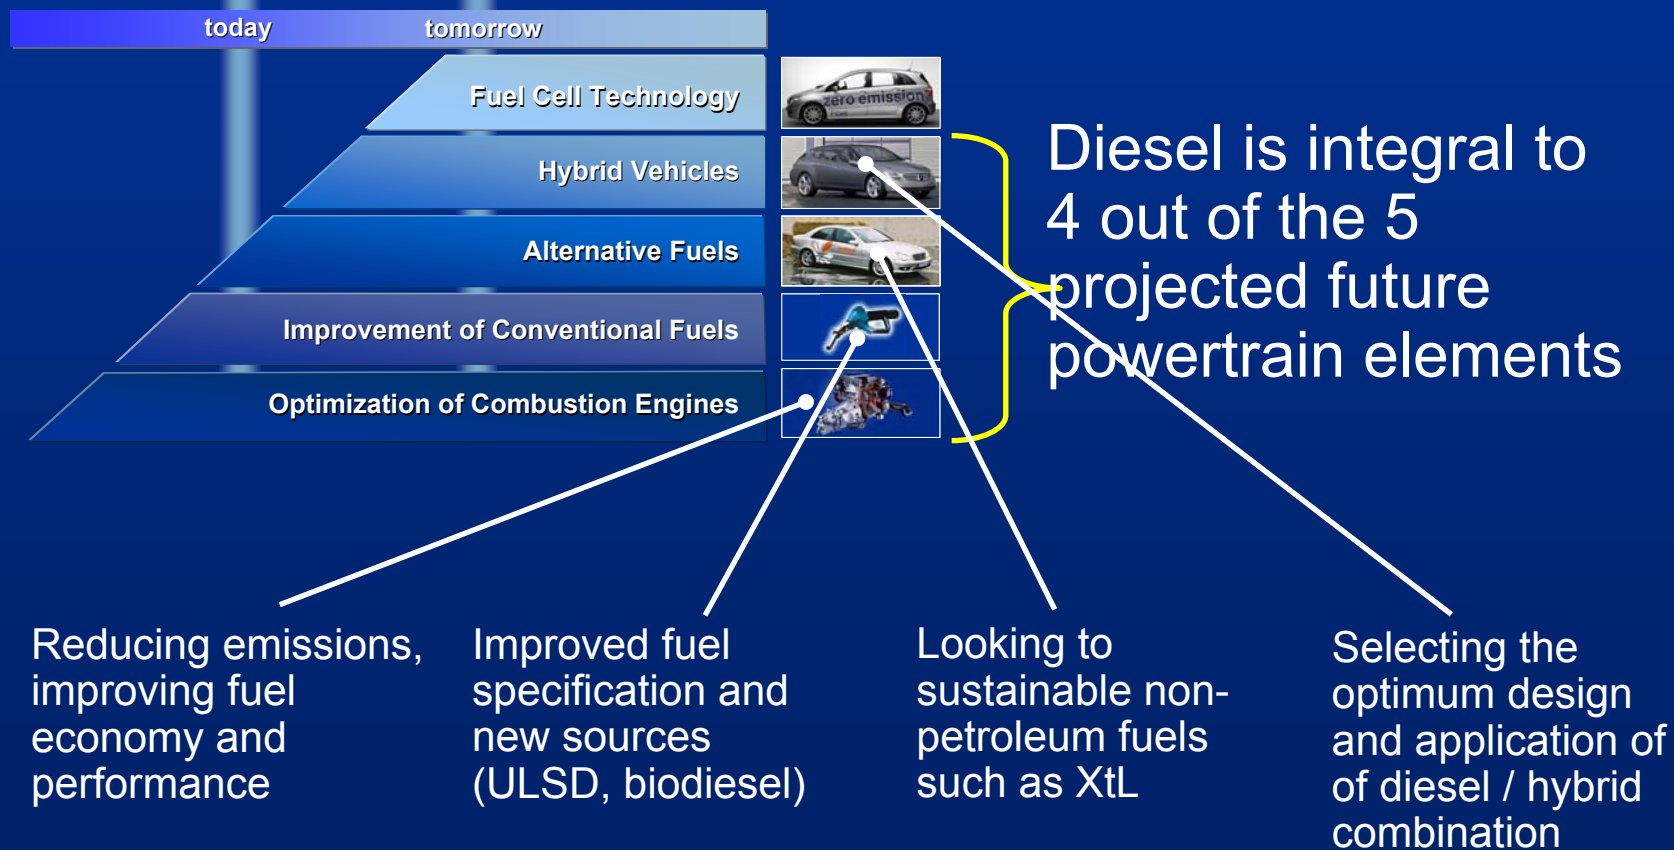 today
tomorrow
Fuel Cell Technology
zero emission
Hybrid Vehicles
Alternative Fuels
Improvement of Conventional Fuels
Optimization of Combustion Engines
Diesel is integral to
4 out of the 5
projected future
powertrain elements
Reducing emissions,
improving fuel
economy and
performance
Improved fuel
specification and
new sources
(ULSD, biodiesel)
Looking to
sustainable non-
petroleum fuels
such as XtL
Selecting the
optimum design
and application of
of diesel / hybrid
combination